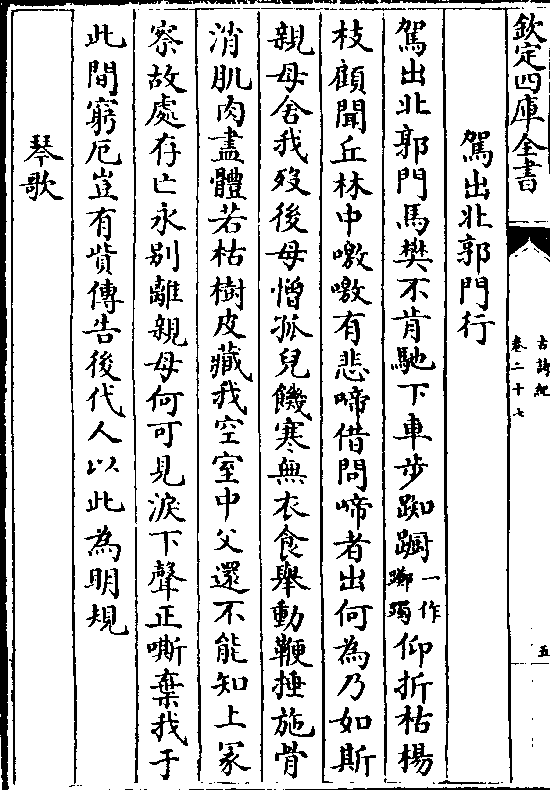 欽定四庫全書
古詩紀
卷二十七
五
駕出北郭門行
駕出北郭門馬樊不肯馳下車步踟蹰一作躑躅仰折枯楊
枝顧聞丘林中噭噭有悲啼借問啼者出何為乃如斯
親母舍我歿後母憎孤兒饑寒無衣食舉動鞭捶施骨
消肌肉盡體若枯樹皮藏我空室中父還不能知上冢
察故處存亡永别離親母何可見淚下聲正嘶棄我于
此間窮厄豈有貲傳告後代人以此為明規
琴歌